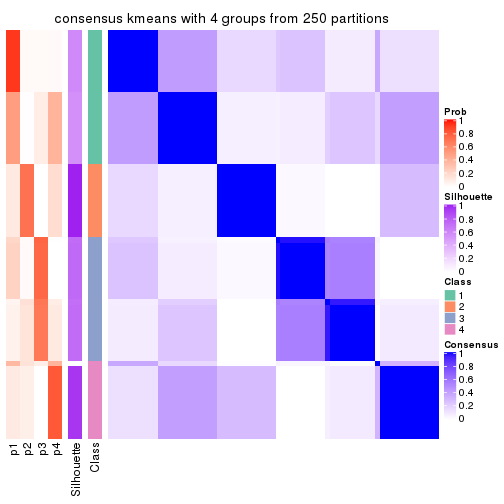 consensus kmeans with 4 groups from 250 partitions
Prob
1
0.8
0.6
0.4
0.2
0
Silhouette
1
0.8
0.6
0.4
0.2
0
Class
1
2
3
4
Consensus
1
0.8
0.6
0.4
0.2
0
p1
p2
p3
p4
Silhouette
Class